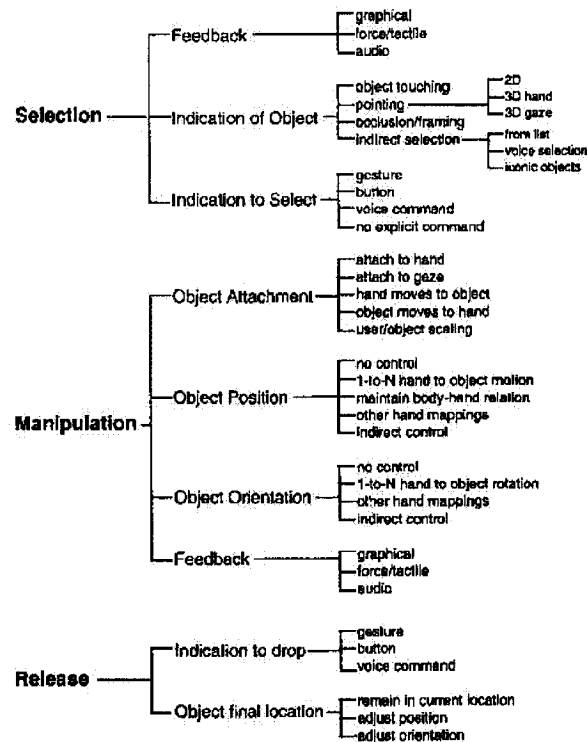 graphical
Feedback
force/tactile
audio
object touching
2D
pointing
3D hand
3D gaze
Selection
Indication of Object
occlusion/framing
indirect selection
from list
voice selection
iconic objects
gesture
button
Indication to Select
voice command
no explicit command
attach to hand
attach to gaze
Object Attachment
hand moves to object
object moves to hand
user/object scaling
no control
1-to-N hand to object motion
Object Position
maintain body-hand relation
other hand mappings
indirect control
Manipulation
no control
1-to-N hand to object rotation
Object Orientation
other hand mappings
indirect control
graphical
Feedback
force/tactile
audio
gesture
Indication to drop
button
voice command
Release
remain in current location
Object final location
adjust position
adjust orientation